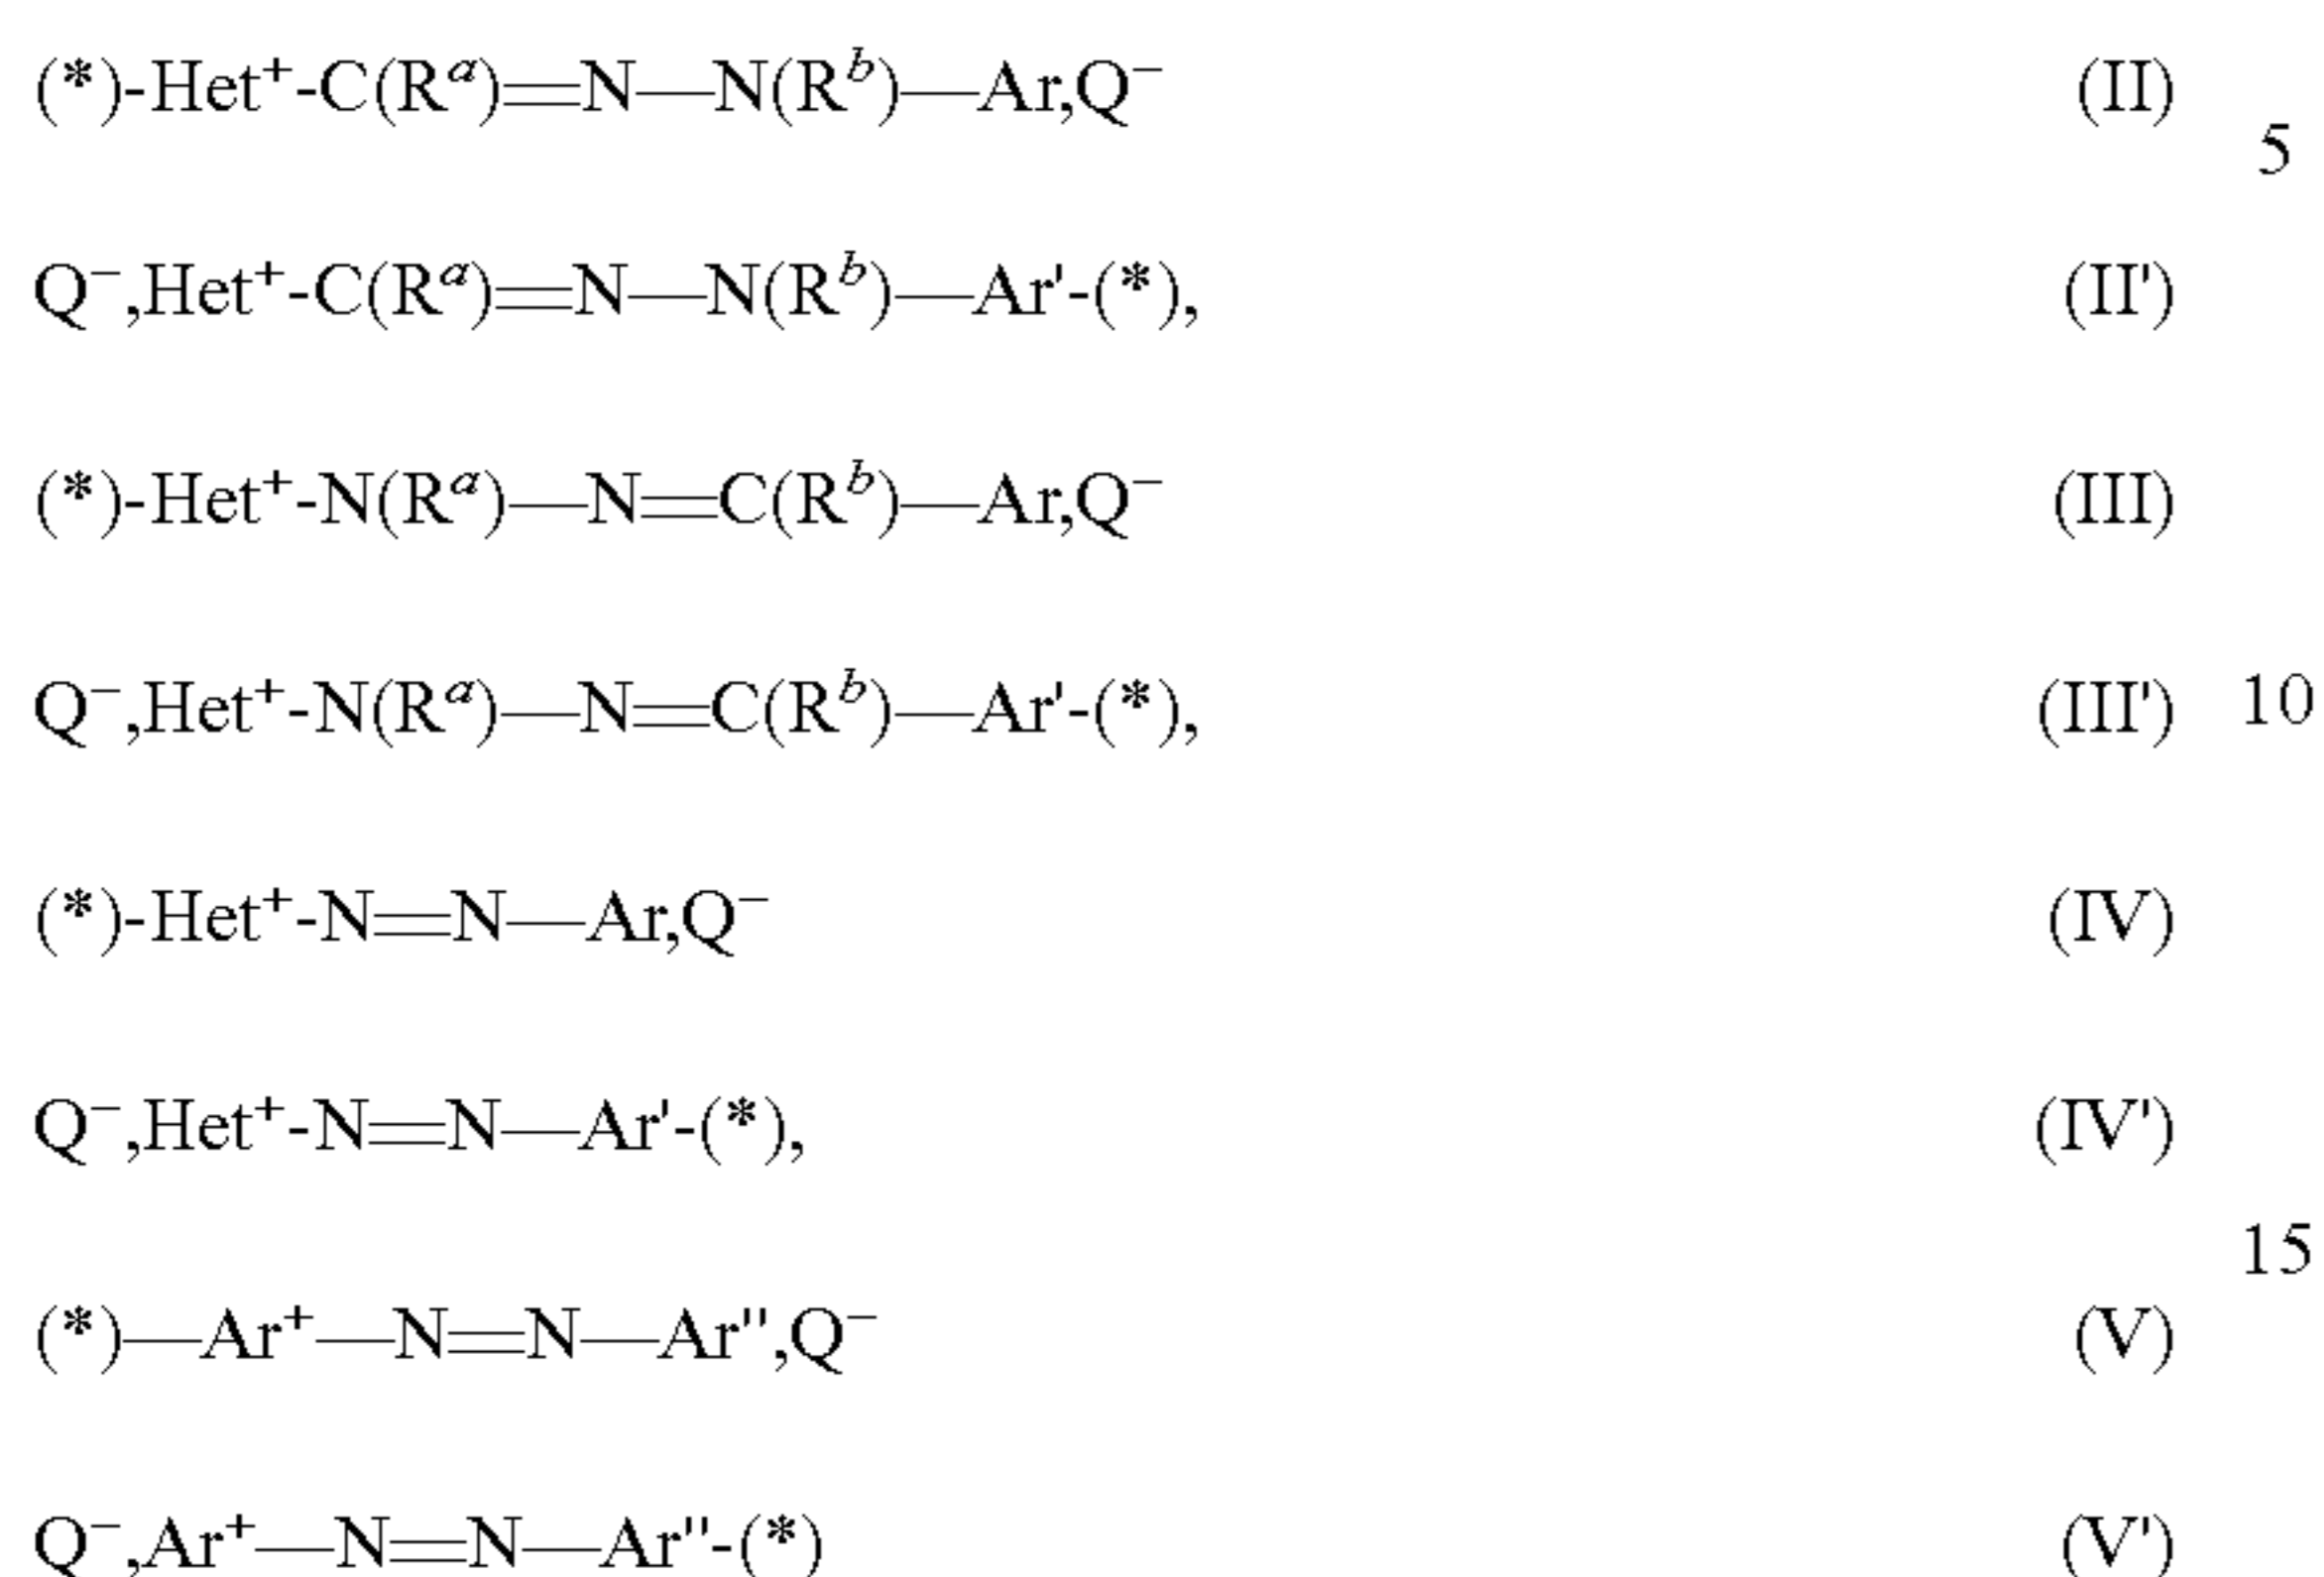 (*)-Het⁺-C(Rᵃ)=N—N(Rᵇ)—Ar,Q⁻ (II)
5
Q⁻,Het⁺-C(Rᵃ)=N—N(Rᵇ)—Ar'-(*), (II')
(*)-Het⁺-N(Rᵃ)—N=C(Rᵇ)—Ar,Q⁻ (III)
Q⁻,Het⁺-N(Rᵃ)—N=C(Rᵇ)—Ar'-(*), (III') 10
(*)-Het⁺-N=N—Ar,Q⁻ (IV)
Q⁻,Het⁺-N=N—Ar'-(*), (IV')
15
(*)—Ar⁺—N=N—Ar",Q⁻ (V)
Q⁻,Ar⁺—N=N—Ar"-(*) (V')